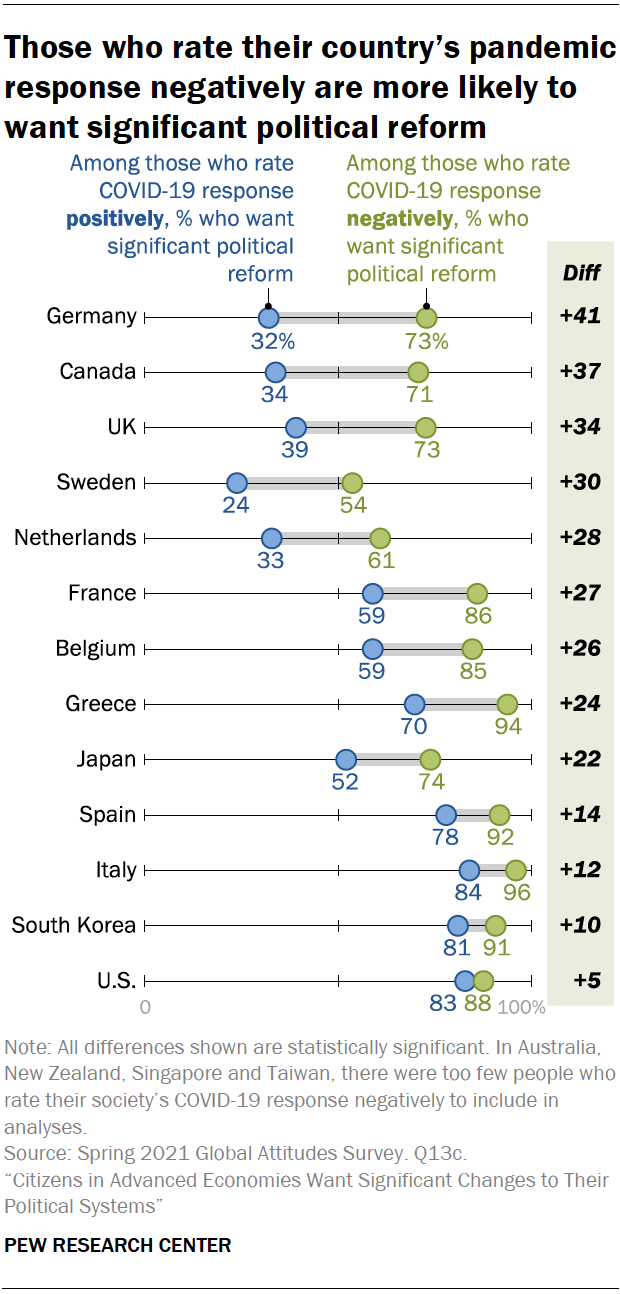 Those who rate their country’s pandemic
response negatively are more likely to
want significant political reform
Among those who rate
COVID-19 response
positively, % who want
significant political
reform
Among those who rate
COVID-19 response
negatively, % who
want significant
political reform
Diff
Germany 32% 73% +41
Canada 34 71 +37
UK 39 73 +34
Sweden 24 54 +30
Netherlands 33 61 +28
France 59 86 +27
Belgium 59 85 +26
Greece 70 94 +24
Japan 52 74 +22
Spain 78 92 +14
Italy 84 96 +12
South Korea 81 91 +10
U.S. 83 88 +5
0 100%
Note: All differences shown are statistically significant. In Australia,
New Zealand, Singapore and Taiwan, there were too few people who
rate their society’s COVID-19 response negatively to include in
analyses.
Source: Spring 2021 Global Attitudes Survey. Q13c.
“Citizens in Advanced Economies Want Significant Changes to Their
Political Systems”
PEW RESEARCH CENTER